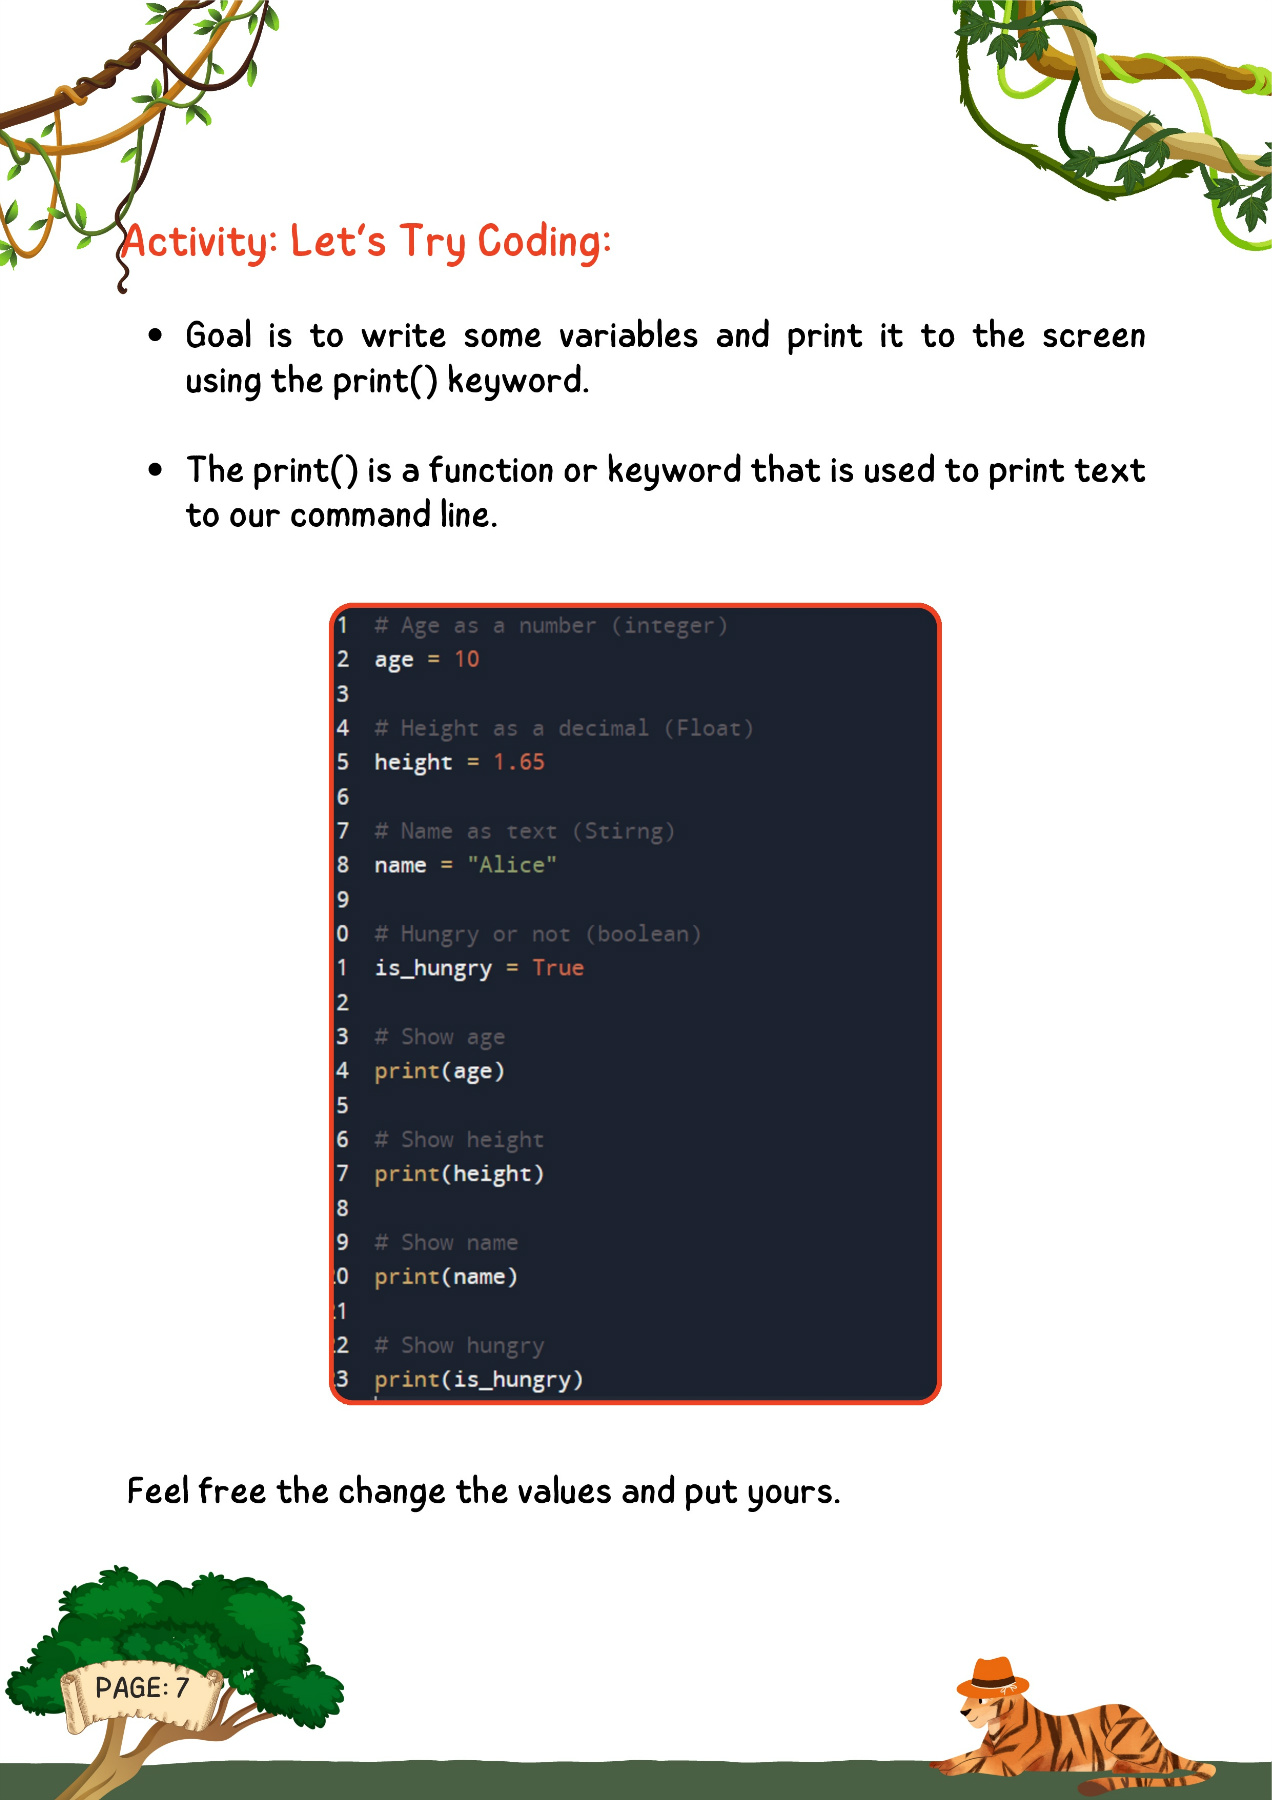 Activity: Let's Try Coding:
• Goal is to write some variables and print it to the screen
using the print() keyword.
• The print() is a function or keyword that is used to print text
to our command line.
1 # Age as a number (integer)
2 age = 10
3
4 # Height as a decimal (Float)
5 height = 1.65
6
7 # Name as text (Stirng)
8 name = "Alice"
9
0 # Hungry or not (boolean)
1 is_hungry = True
2
3 # Show age
4 print(age)
5
6 # Show height
7 print(height)
8
9 # Show name
0 print(name)
1
2 # Show hungry
3 print(is_hungry)
Feel free the change the values and put yours.
PAGE: 7